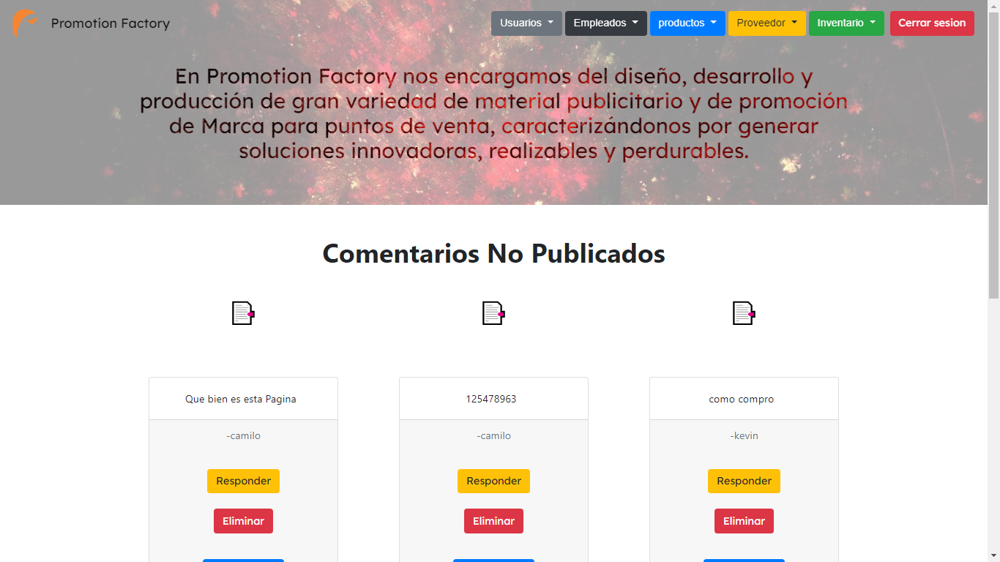 Promotion Factory
Usuarios Empleados productos Proveedor Inventario Cerrar sesion
En Promotion Factory nos encargamos del diseño, desarrollo y
producción de gran variedad de material publicitario y de promoción
de Marca para puntos de venta, caracterizándonos por generar
soluciones innovadoras, realizables y perdurables.
Comentarios No Publicados
Que bien es esta Pagina
-camilo
Responder
Eliminar
125478963
-camilo
Responder
Eliminar
como compro
-kevin
Responder
Eliminar